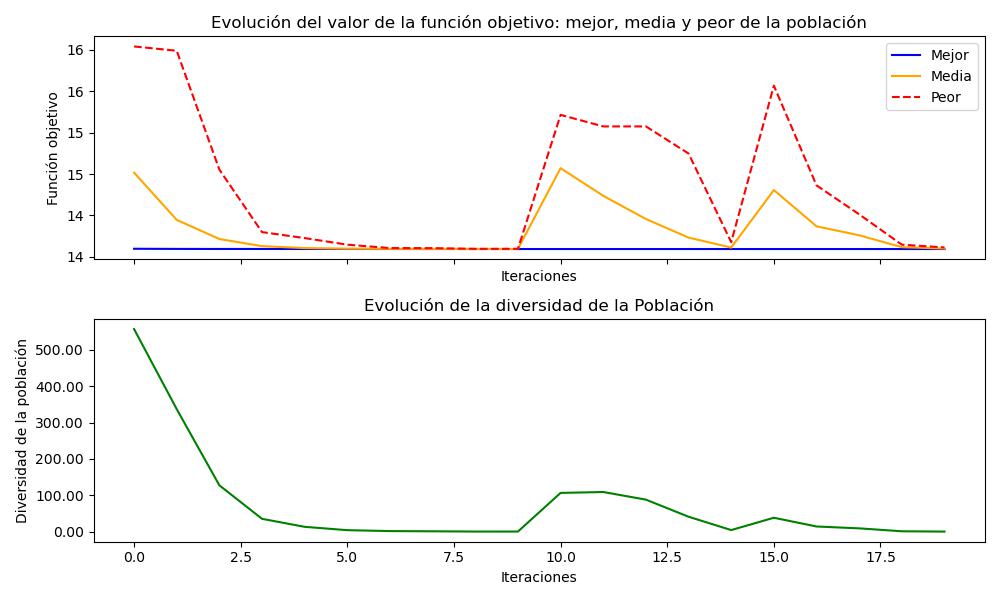 Evolución del valor de la función objetivo: mejor, media y peor de la población
Función objetivo
16
16
15
15
14
14
Mejor
Media
Peor
Iteraciones
Evolución de la diversidad de la Población
Diversidad de la población
500.00
400.00
300.00
200.00
100.00
0.00
0.0 2.5 5.0 7.5 10.0 12.5 15.0 17.5
Iteraciones